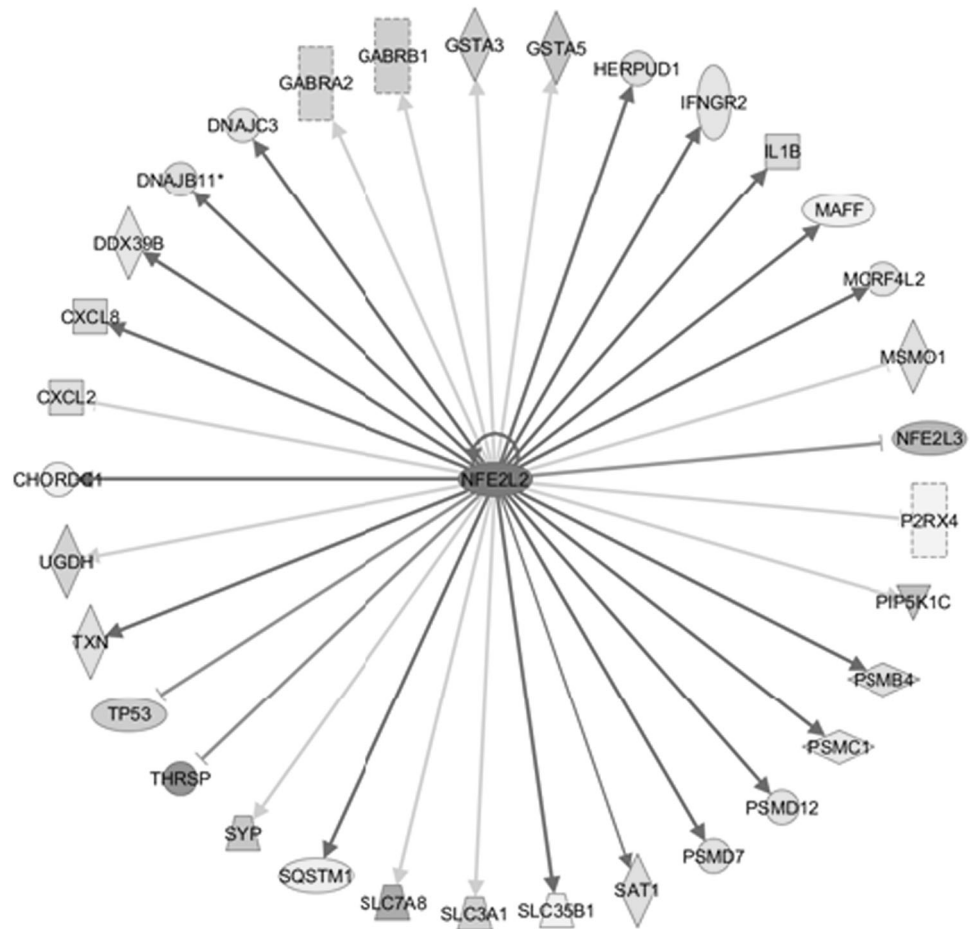 GABRB1
GSTA3
GSTA5
GABRA2
HERPUD1
IFNGR2
DNAJC3
IL1B
DNAJB11*
MAFF
DDX39B
MCRF4L2
CXCL8
MSMO1
CXCL2
NFE2L3
CHORDC1
NFE2L2
P2RX4
UGDH
PIP5K1C
TXN
PSMB4
TP53
PSMC1
THRSP
PSMD12
SYP
PSMD7
SQSTM1
SAT1
SLC7A8
SLC3A1
SLC35B1